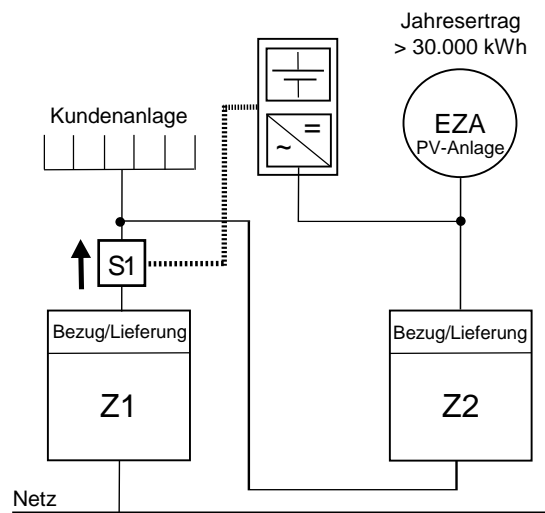 Jahresertrag
> 30.000 kWh
Kundenanlage
=
~
EZA
PV-Anlage
S1
Bezug/Lieferung
Z1
Bezug/Lieferung
Z2
Netz